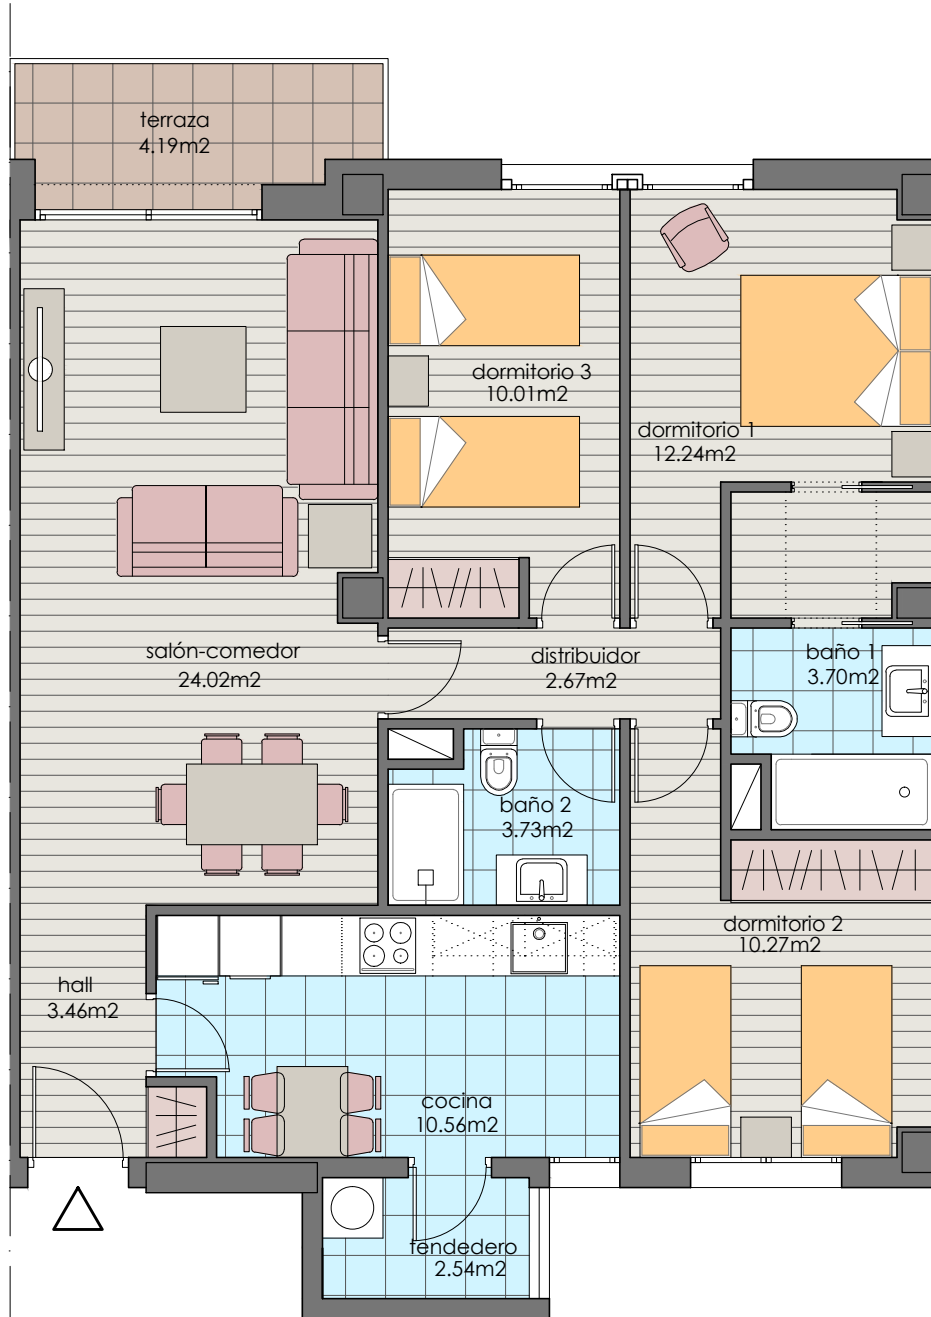 terraza
4.19m2
dormitorio 3
10.01m2
dormitorio 1
12.24m2
salón-comedor
24.02m2
distribuidor
2.67m2
baño 1
3.70m2
baño 2
3.73m2
dormitorio 2
10.27m2
hall
3.46m2
cocina
10.56m2
tendedero
2.54m2